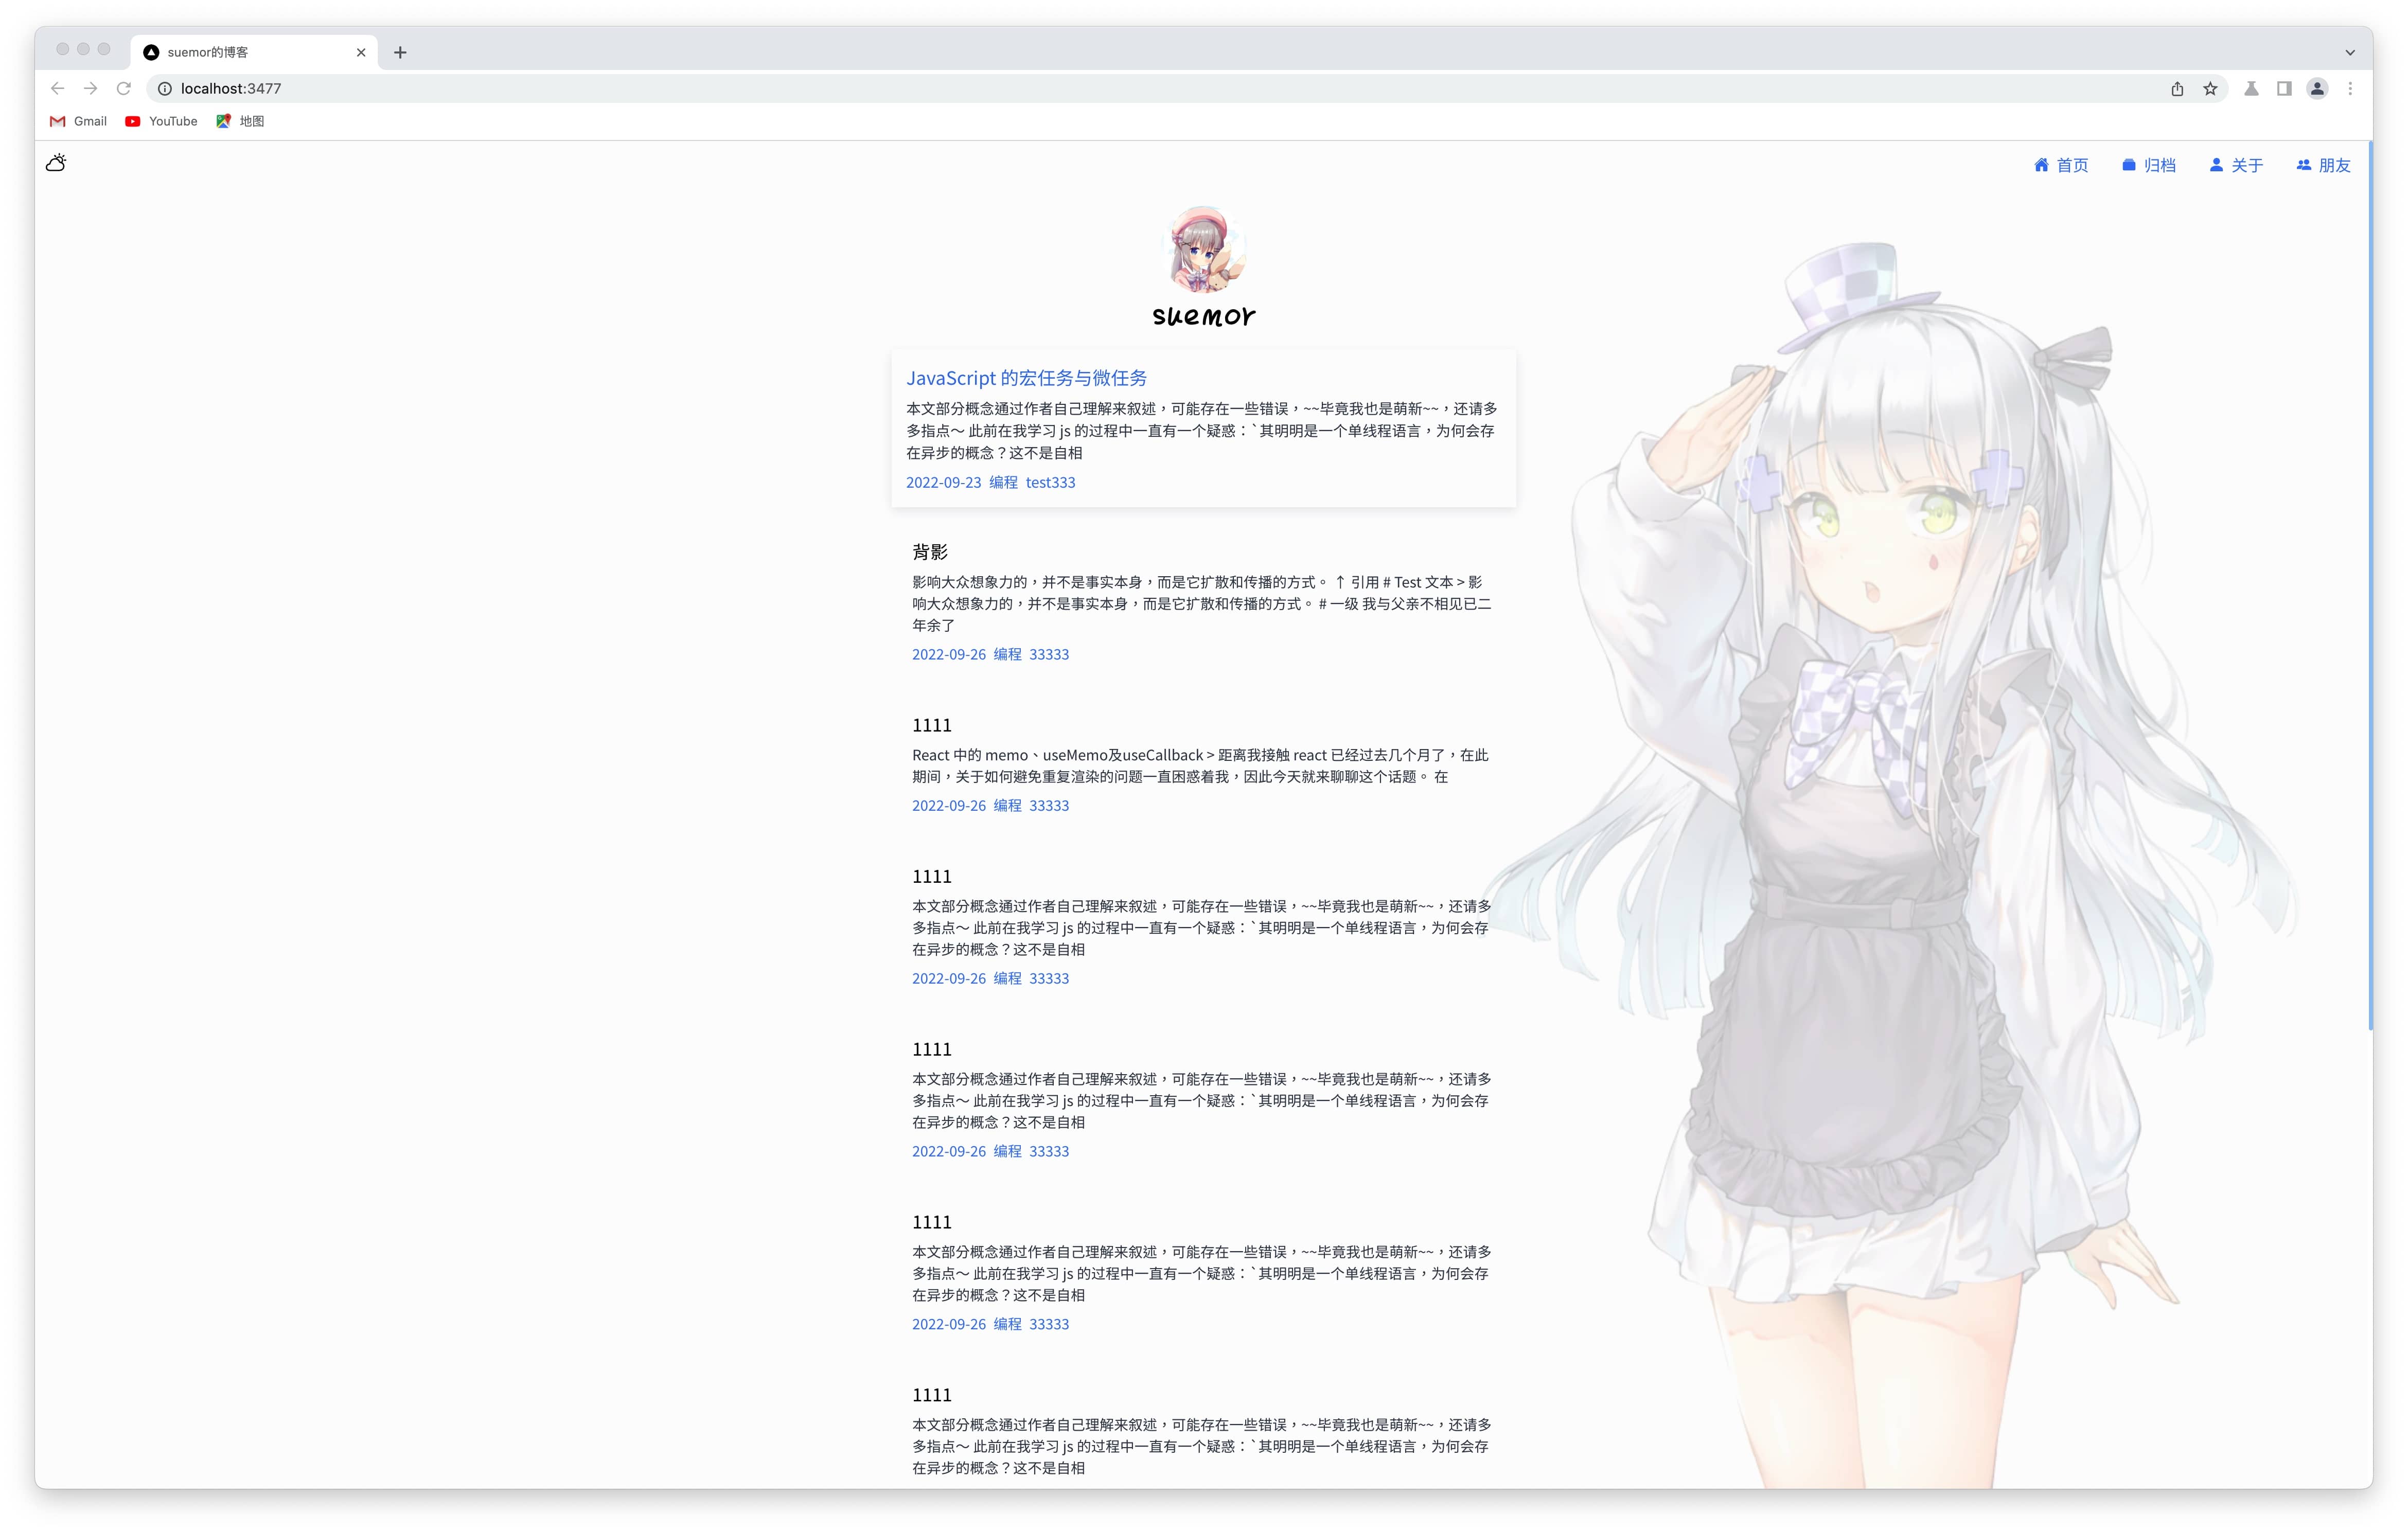 suemor的博客
localhost:3477
Gmail YouTube 地图
首页 归档 关于 朋友
suemor
JavaScript 的宏任务与微任务
本文部分概念通过作者自己理解来叙述，可能存在一些错误，~~毕竟我也是萌新~~，还请多
多指点～ 此前在我学习 js 的过程中一直有一个疑惑：`其明明是一个单线程语言，为何会存
在异步的概念？这不是自相
2022-09-23 编程 test333
背影
影响大众想象力的，并不是事实本身，而是它扩散和传播的方式。 ↑ 引用 # Test 文本 > 影
响大众想象力的，并不是事实本身，而是它扩散和传播的方式。 # 一级 我与父亲不相见已二
年余了
2022-09-26 编程 33333
1111
React 中的 memo、useMemo及useCallback > 距离我接触 react 已经过去几个月了，在此
期间，关于如何避免重复渲染的问题一直困惑着我，因此今天就来聊聊这个话题。 在
2022-09-26 编程 33333
1111
本文部分概念通过作者自己理解来叙述，可能存在一些错误，~~毕竟我也是萌新~~，还请多
多指点～ 此前在我学习 js 的过程中一直有一个疑惑：`其明明是一个单线程语言，为何会存
在异步的概念？这不是自相
2022-09-26 编程 33333
1111
本文部分概念通过作者自己理解来叙述，可能存在一些错误，~~毕竟我也是萌新~~，还请多
多指点～ 此前在我学习 js 的过程中一直有一个疑惑：`其明明是一个单线程语言，为何会存
在异步的概念？这不是自相
2022-09-26 编程 33333
1111
本文部分概念通过作者自己理解来叙述，可能存在一些错误，~~毕竟我也是萌新~~，还请多
多指点～ 此前在我学习 js 的过程中一直有一个疑惑：`其明明是一个单线程语言，为何会存
在异步的概念？这不是自相
2022-09-26 编程 33333
1111
本文部分概念通过作者自己理解来叙述，可能存在一些错误，~~毕竟我也是萌新~~，还请多
多指点～ 此前在我学习 js 的过程中一直有一个疑惑：`其明明是一个单线程语言，为何会存
在异步的概念？这不是自相